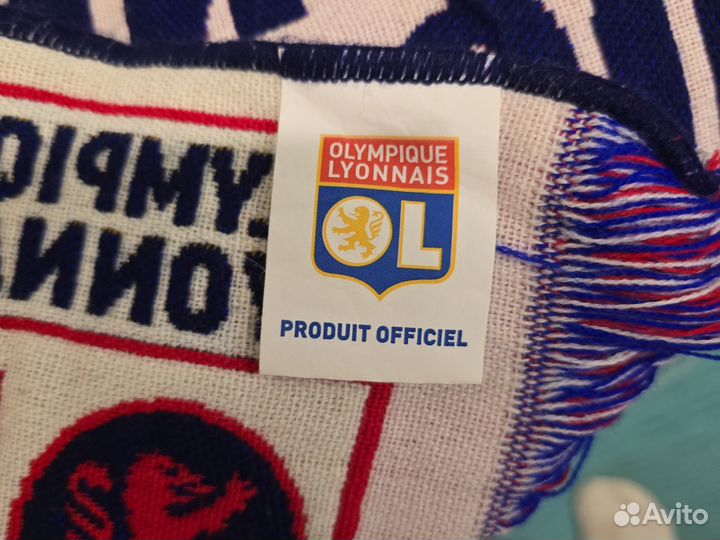 OLYMPIQUE
LYONNAIS
OL
PRODUIT OFFICIEL
Avito